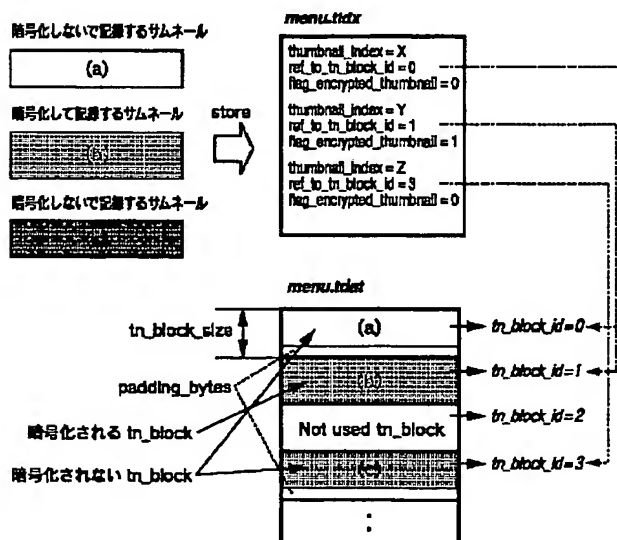 暗号化しないで記録するサムネール
(a)
暗号化して記録するサムネール
(b)
暗号化しないで記録するサムネール
store
menu.tidx
thumbnail_index = X
ref_to_tn_block_id = 0
flag_encrypted_thumbnail = 0
thumbnail_index = Y
ref_to_tn_block_id = 1
flag_encrypted_thumbnail = 1
thumbnail_index = Z
ref_to_tn_block_id = 3
flag_encrypted_thumbnail = 0
menu.tdat
tn_block_size
(a)
tn_block_id=0
padding_bytes
(b)
tn_block_id=1
暗号化される tn_block
Not used tn_block
tn_block_id=2
暗号化されない tn_block
(c)
tn_block_id=3
: